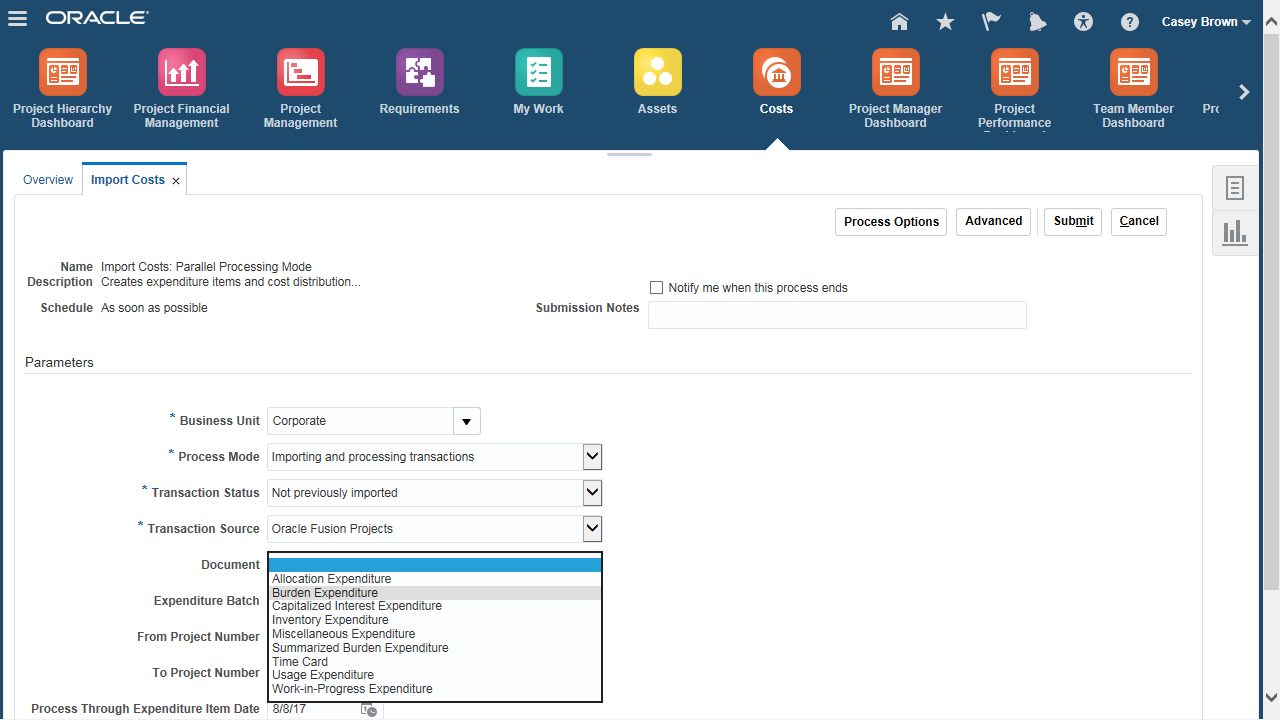 ORACLE
Casey Brown
Project Hierarchy Dashboard
Project Financial Management
Project Management
Requirements
My Work
Assets
Costs
Project Manager Dashboard
Project Performance
Team Member Dashboard
Overview
Import Costs
Process Options
Advanced
Submit
Cancel
Name Import Costs: Parallel Processing Mode
Description Creates expenditure items and cost distribution...
Notify me when this process ends
Schedule As soon as possible
Submission Notes
Parameters
* Business Unit Corporate
* Process Mode Importing and processing transactions
* Transaction Status Not previously imported
* Transaction Source Oracle Fusion Projects
Document
Allocation Expenditure
Burden Expenditure
Expenditure Batch
Capitalized Interest Expenditure
Inventory Expenditure
Miscellaneous Expenditure
From Project Number
Summarized Burden Expenditure
Time Card
To Project Number
Usage Expenditure
Work-in-Progress Expenditure
Process Through Expenditure Item Date 8/8/17